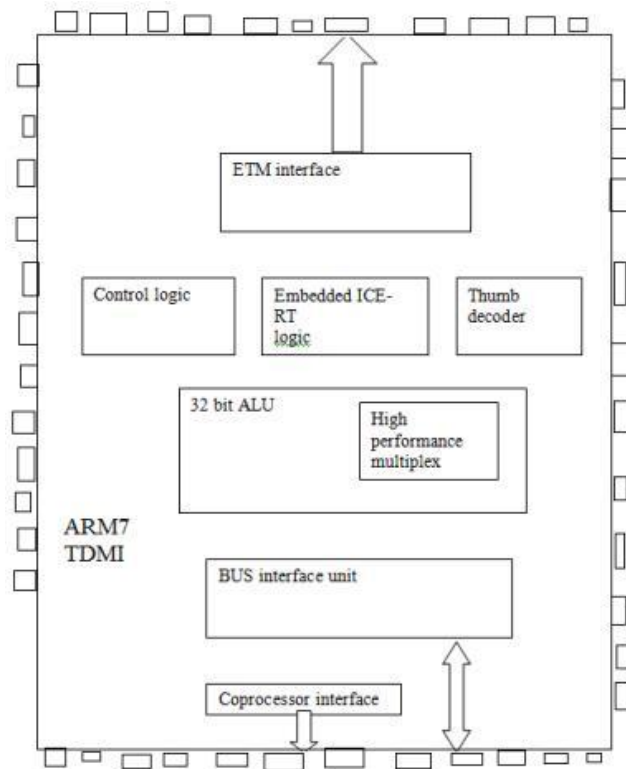 ETM interface
Control logic
Embedded ICE-
RT
logic
Thumb
decoder
32 bit ALU
High
performance
multiplex
ARM7
TDMI
BUS interface unit
Coprocessor interface